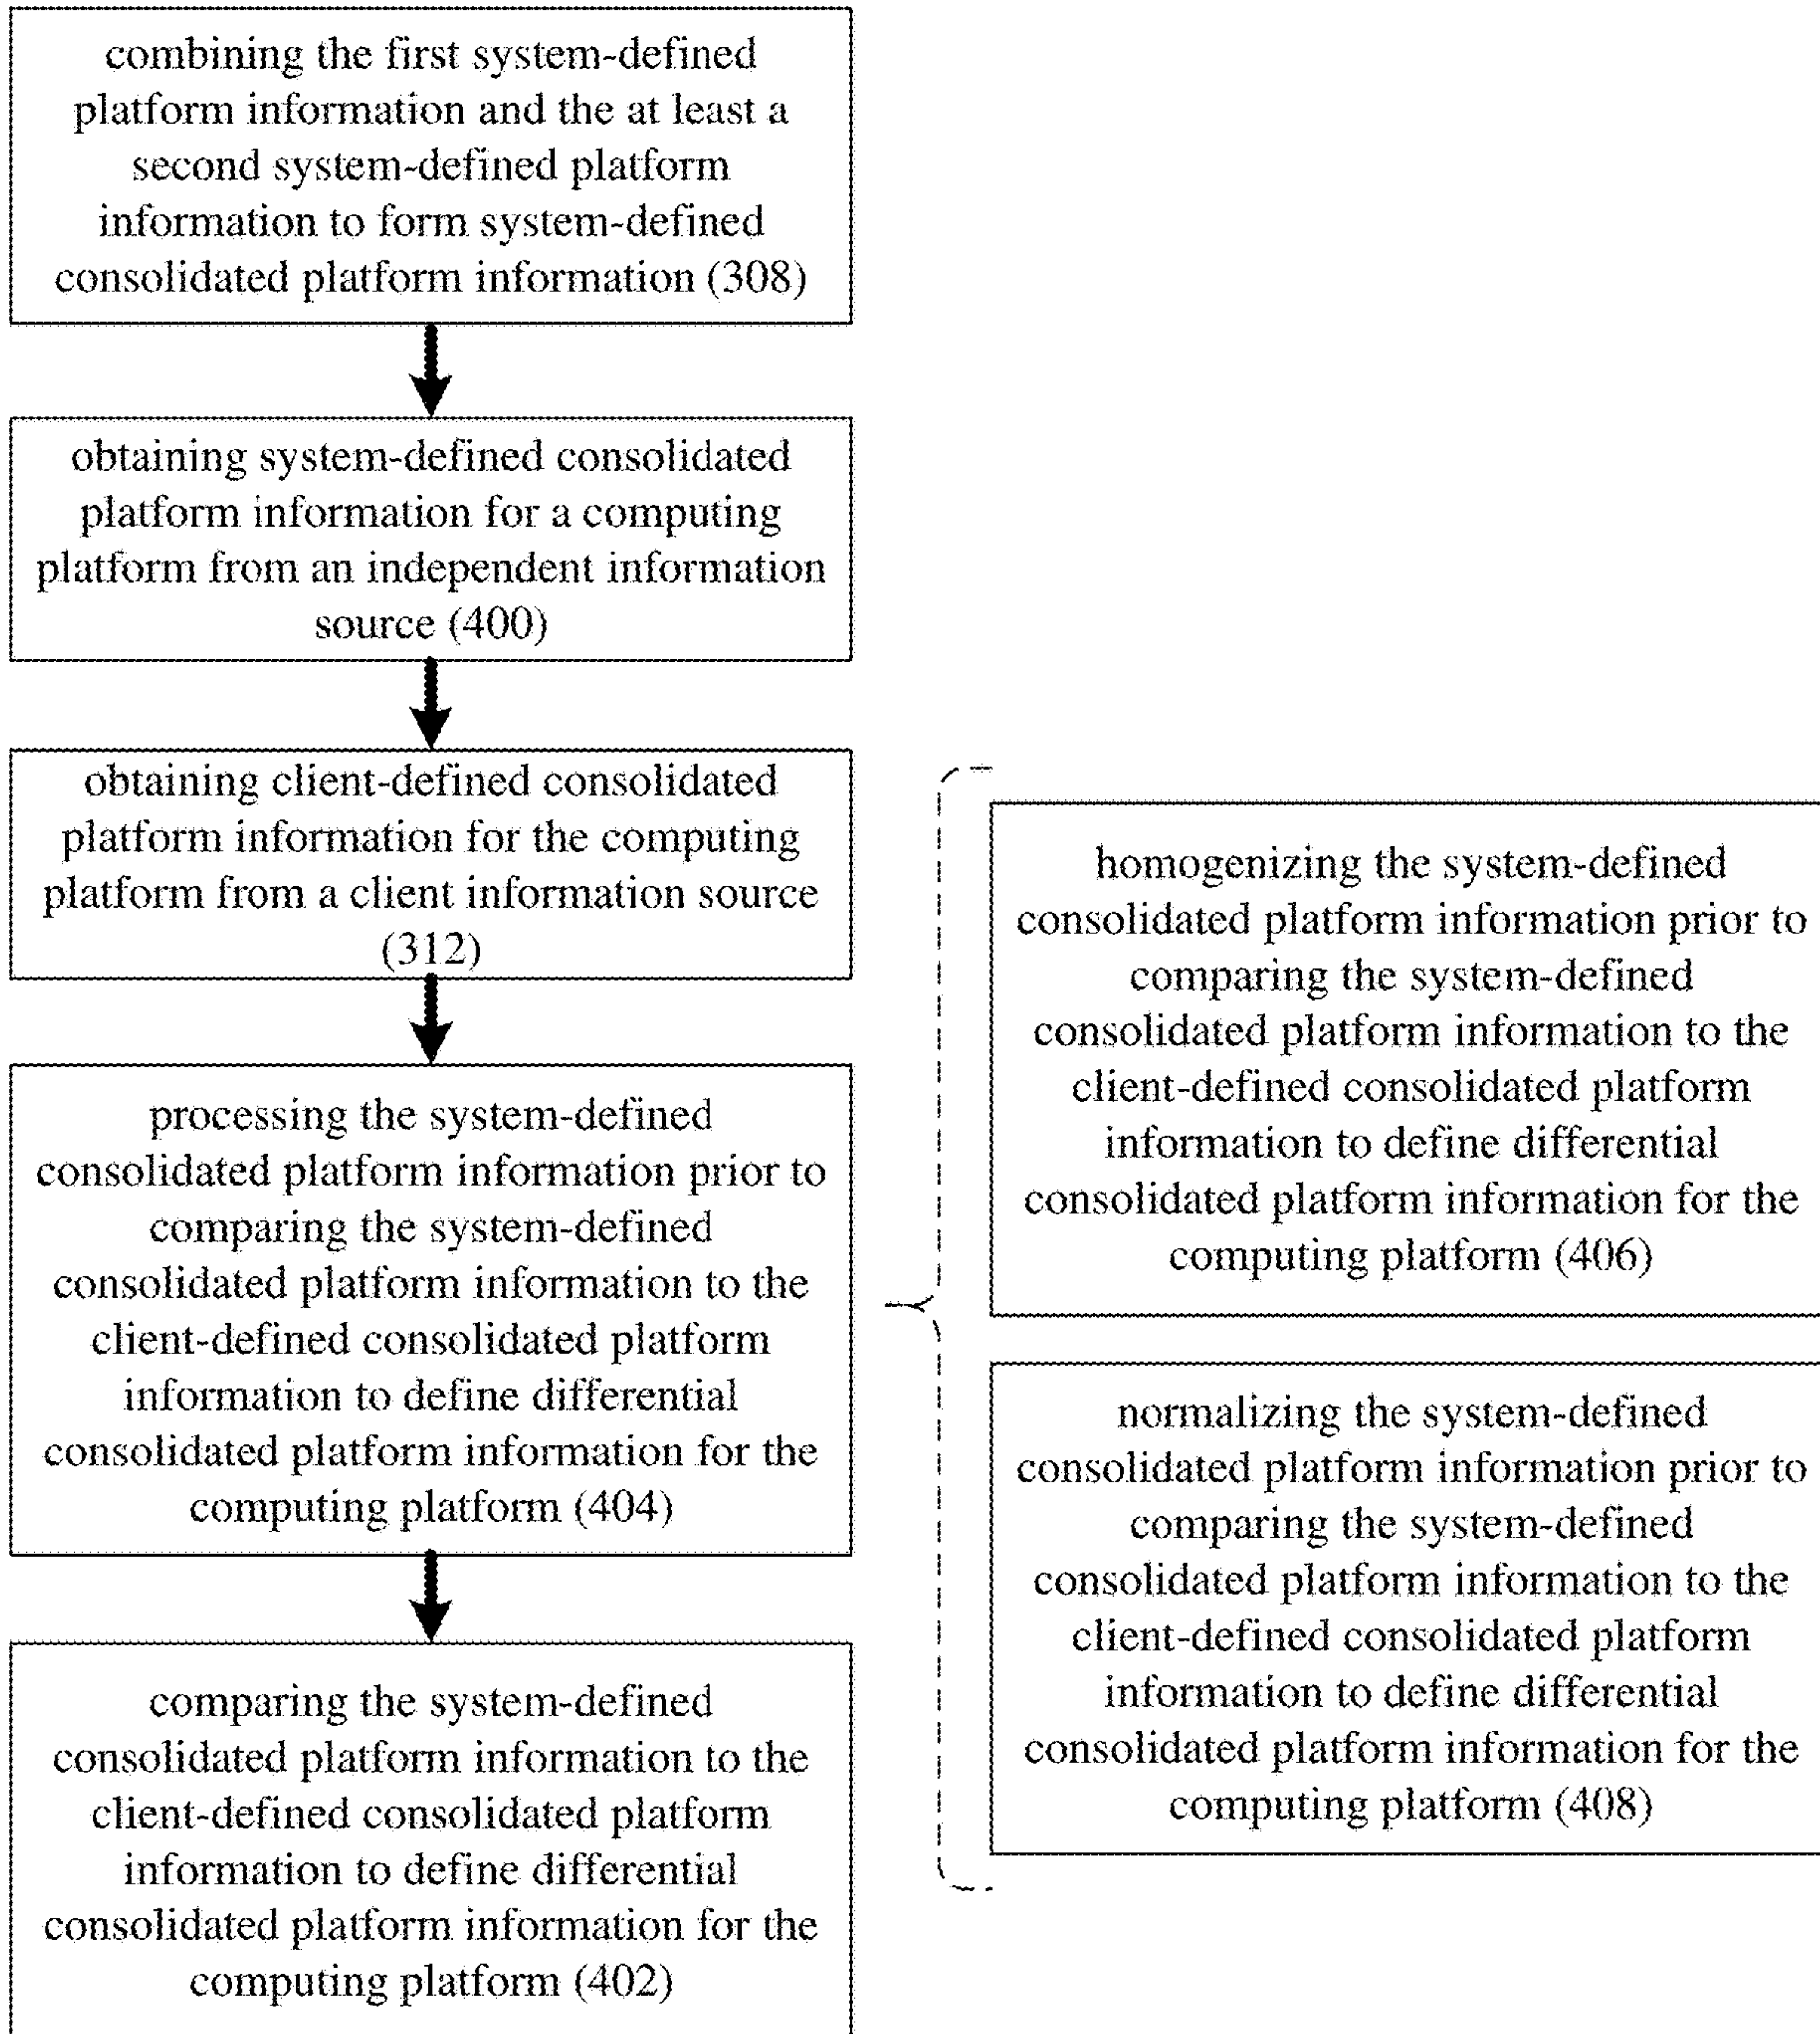 combining the first system-defined
platform information and the at least a
second system-defined platform
information to form system-defined
consolidated platform information (308)
obtaining system-defined consolidated
platform information for a computing
platform from an independent information
source (400)
obtaining client-defined consolidated
platform information for the computing
platform from a client information source
(312)
processing the system-defined
consolidated platform information prior to
comparing the system-defined
consolidated platform information to the
client-defined consolidated platform
information to define differential
consolidated platform information for the
computing platform (404)
comparing the system-defined
consolidated platform information to the
client-defined consolidated platform
information to define differential
consolidated platform information for the
computing platform (402)
homogenizing the system-defined
consolidated platform information prior to
comparing the system-defined
consolidated platform information to the
client-defined consolidated platform
information to define differential
consolidated platform information for the
computing platform (406)
normalizing the system-defined
consolidated platform information prior to
comparing the system-defined
consolidated platform information to the
client-defined consolidated platform
information to define differential
consolidated platform information for the
computing platform (408)